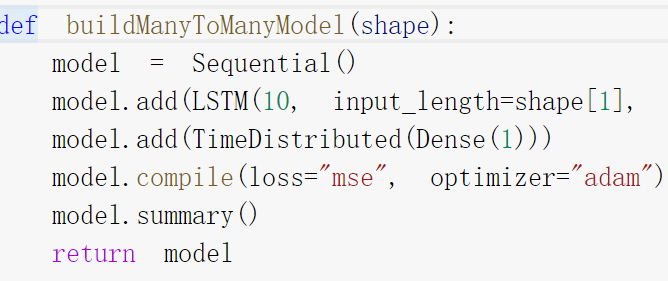 def buildManyToManyModel(shape):
model = Sequential()
model.add(LSTM(10, input_length=shape[1],
model.add(TimeDistributed(Dense(1)))
model.compile(loss="mse", optimizer="adam")
model.summary()
return model